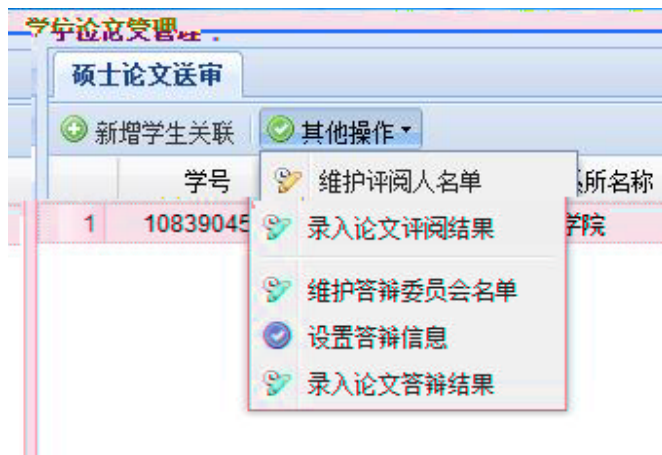 学位论文管理
硕士论文送审
新增学生关联 其他操作
学号 所名称
1 10839045 学院
维护评阅人名单
录入论文评阅结果
维护答辩委员会名单
设置答辩信息
录入论文答辩结果